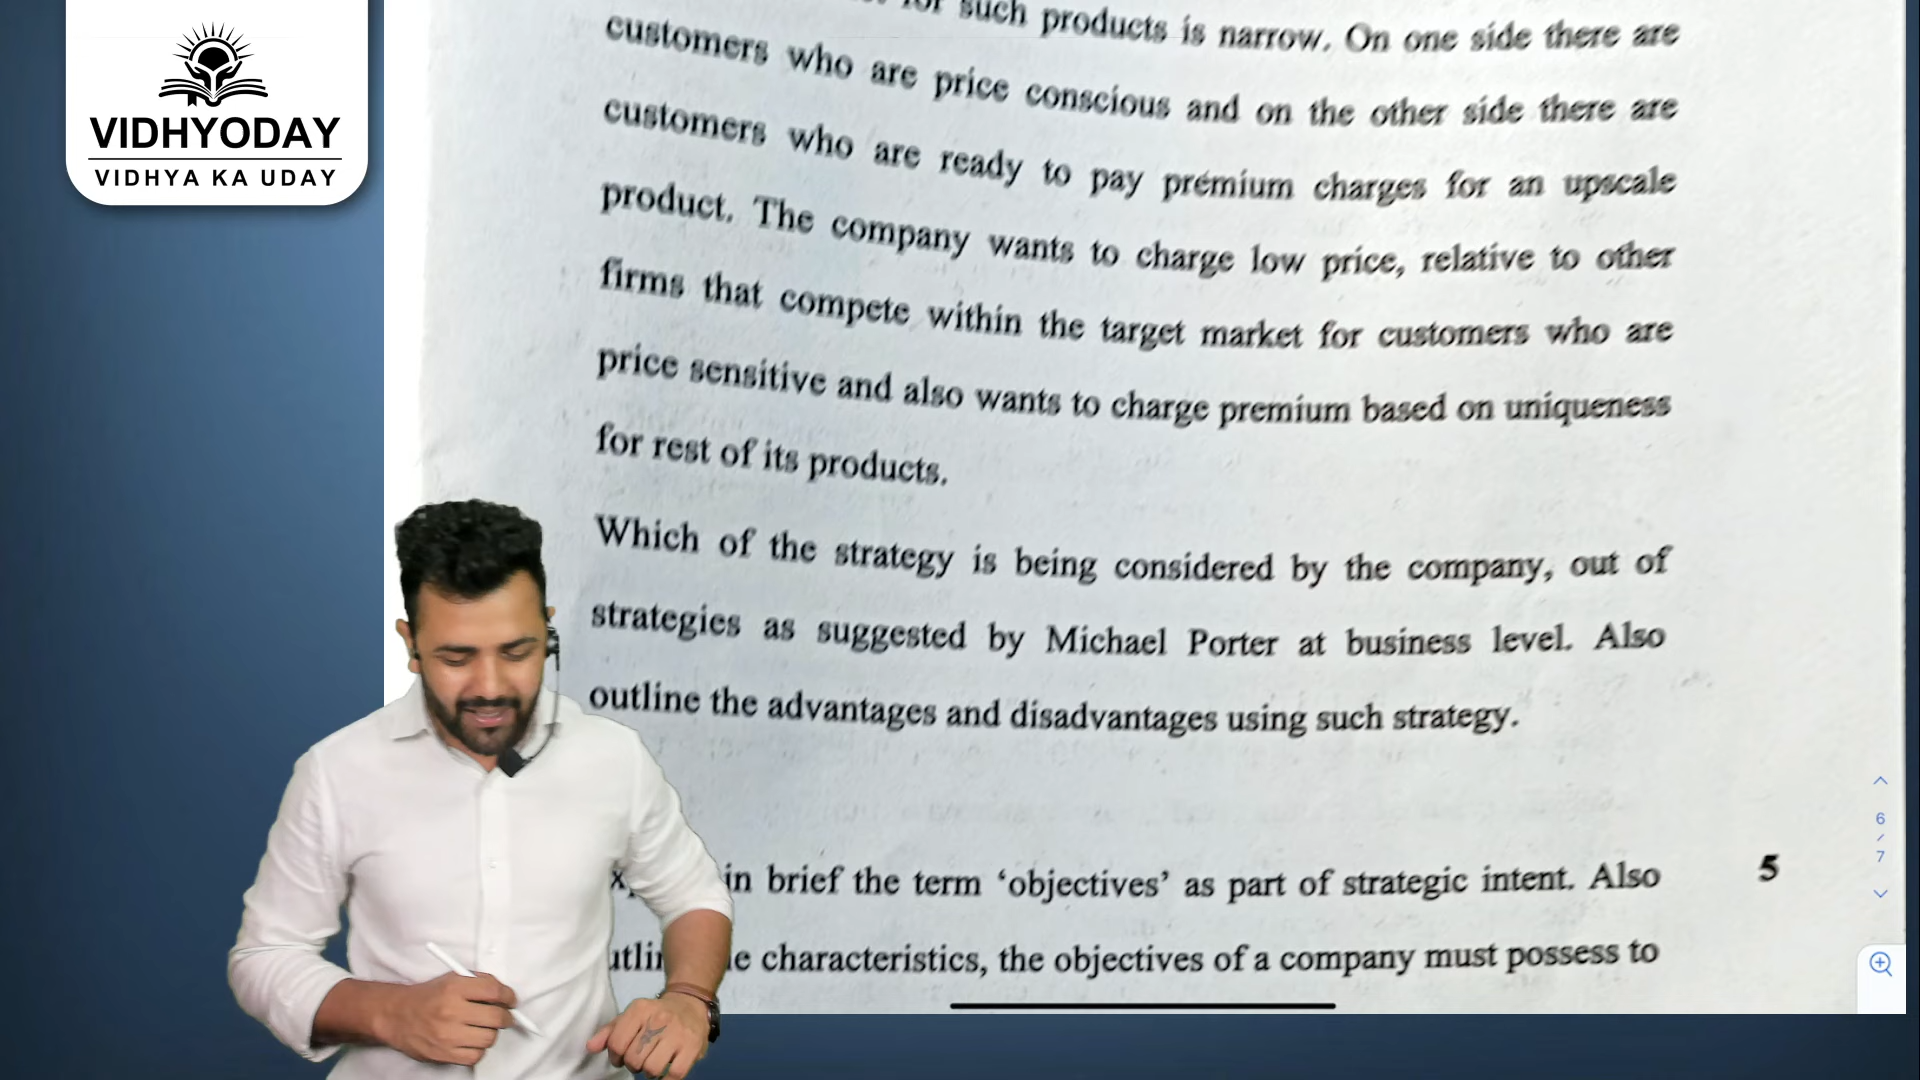 VIDHYODAY
VIDHYA KA UDAY
for such products is narrow. On one side there are
customers who are price conscious and on the other side there are
customers who are ready to pay premium charges for an upscale
product. The company wants to charge low price, relative to other
firms that compete within the target market for customers who are
price sensitive and also wants to charge premium based on uniqueness
for rest of its products.
Which of the strategy is being considered by the company, out of
strategies as suggested by Michael Porter at business level. Also
outline the advantages and disadvantages using such strategy.
in brief the term ‘objectives’ as part of strategic intent. Also
5
characteristics, the objectives of a company must possess to
6
/
7